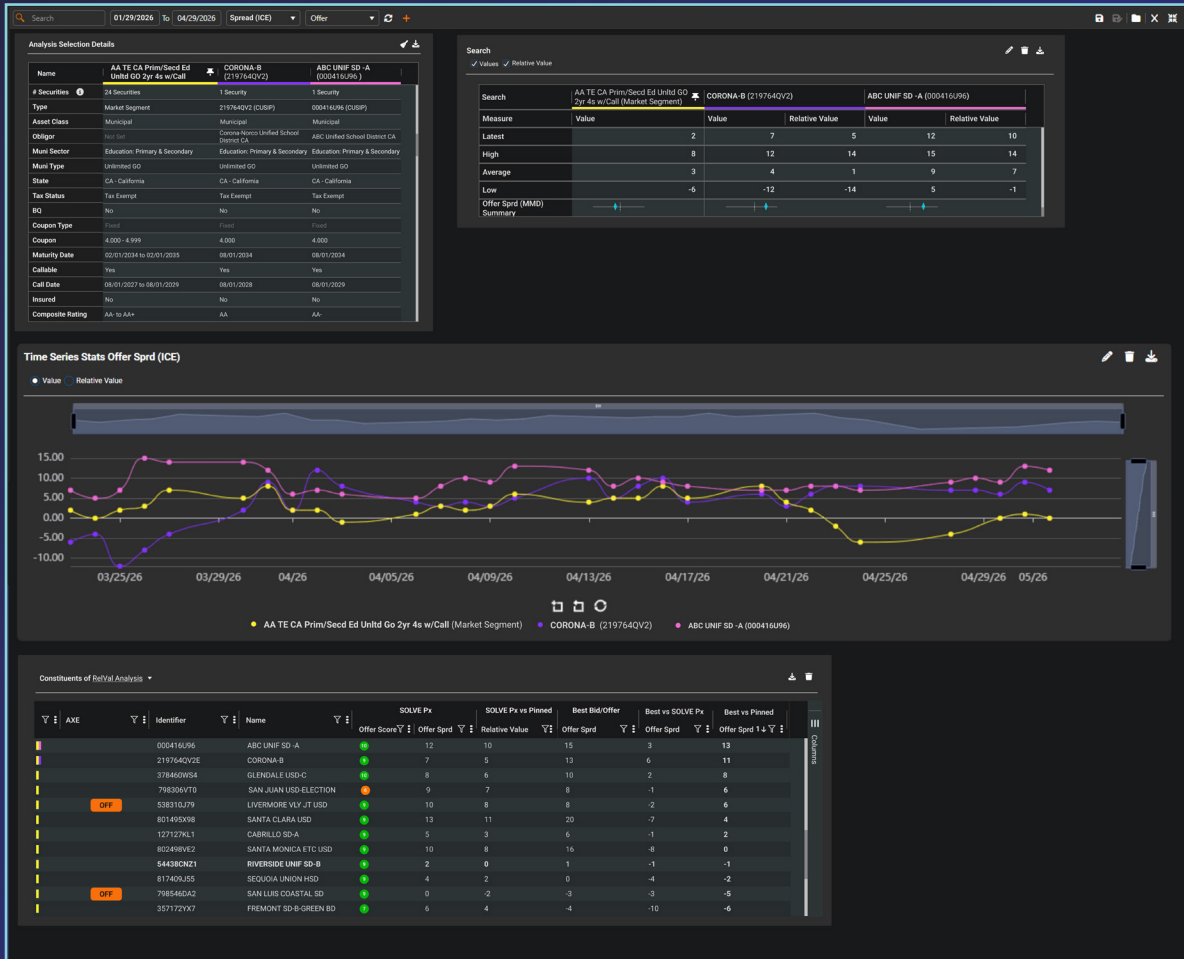 Search 01/29/2026 To 04/29/2026 Spread (ICE) Offer
Analysis Selection Details
Name AA TE CA Prim/Secd Ed Unltd GO 2yr 4s w/Call CORONA-B (219764QV2) ABC UNIF SD -A (000416U96 )
# Securities 24 Securities 1 Security 1 Security
Type Market Segment 219764QV2 (CUSIP) 000416U96 (CUSIP)
Asset Class Municipal Municipal Municipal
Obligor Not Set Corona-Norco Unified School District CA ABC Unified School District CA
Muni Sector Education: Primary & Secondary Education: Primary & Secondary Education: Primary & Secondary
Muni Type Unlimited GO Unlimited GO Unlimited GO
State CA - California CA - California CA - California
Tax Status Tax Exempt Tax Exempt Tax Exempt
BQ No No No
Coupon Type Fixed Fixed Fixed
Coupon 4.000 - 4.999 4.000 4.000
Maturity Date 02/01/2034 to 02/01/2035 08/01/2034 08/01/2034
Callable Yes Yes Yes
Call Date 08/01/2027 to 08/01/2029 08/01/2028 08/01/2029
Insured No No No
Composite Rating AA- to AA+ AA AA-
Search
Values Relative Value
Search AA TE CA Prim/Secd Ed Unltd GO 2yr 4s w/Call (Market Segment) CORONA-B (219764QV2) ABC UNIF SD -A (000416U96)
Measure Value Value Relative Value Value Relative Value
Latest 2 7 5 12 10
High 8 12 14 15 14
Average 3 4 1 9 7
Low -6 -12 -14 5 -1
Offer Sprd (MMD) Summary
Time Series Stats Offer Sprd (ICE)
Value Relative Value
15.00
10.00
5.00
0.00
-5.00
-10.00
03/25/26 03/29/26 04/26 04/05/26 04/09/26 04/13/26 04/17/26 04/21/26 04/25/26 04/29/26 05/26
AA TE CA Prim/Secd Ed Unltd Go 2yr 4s w/Call (Market Segment) CORONA-B (219764QV2) ABC UNIF SD -A (000416U96)
Constituents of RelVal Analysis
SOLVE Px SOLVE Px vs Pinned Best Bid/Offer Best vs SOLVE Px Best vs Pinned
AXE Identifier Name Offer Score Offer Sprd Relative Value Offer Sprd Offer Sprd Offer Sprd 1
Columns
000416U96 ABC UNIF SD -A 10 12 10 15 3 13
219764QV2E CORONA-B 9 7 5 13 6 11
378460WS4 GLENDALE USD-C 10 8 6 10 2 8
798306VT0 SAN JUAN USD-ELECTION 9 7 8 -1 6
OFF 538310J79 LIVERMORE VLY JT USD 9 10 8 8 -2 6
801495X98 SANTA CLARA USD 9 13 11 20 -7 4
127127KL1 CABRILLO SD-A 9 5 3 6 -1 2
802498VE2 SANTA MONICA ETC USD 9 10 8 16 -8 0
54438CNZ1 RIVERSIDE UNIF SD-B 9 2 0 1 -1 -1
817409J55 SEQUOIA UNION HSD 9 4 2 0 -4 -2
OFF 798546DA2 SAN LUIS COASTAL SD 9 0 -2 -3 -3 -5
357172YX7 FREMONT SD-B-GREEN BD 7 6 4 -4 -10 -6